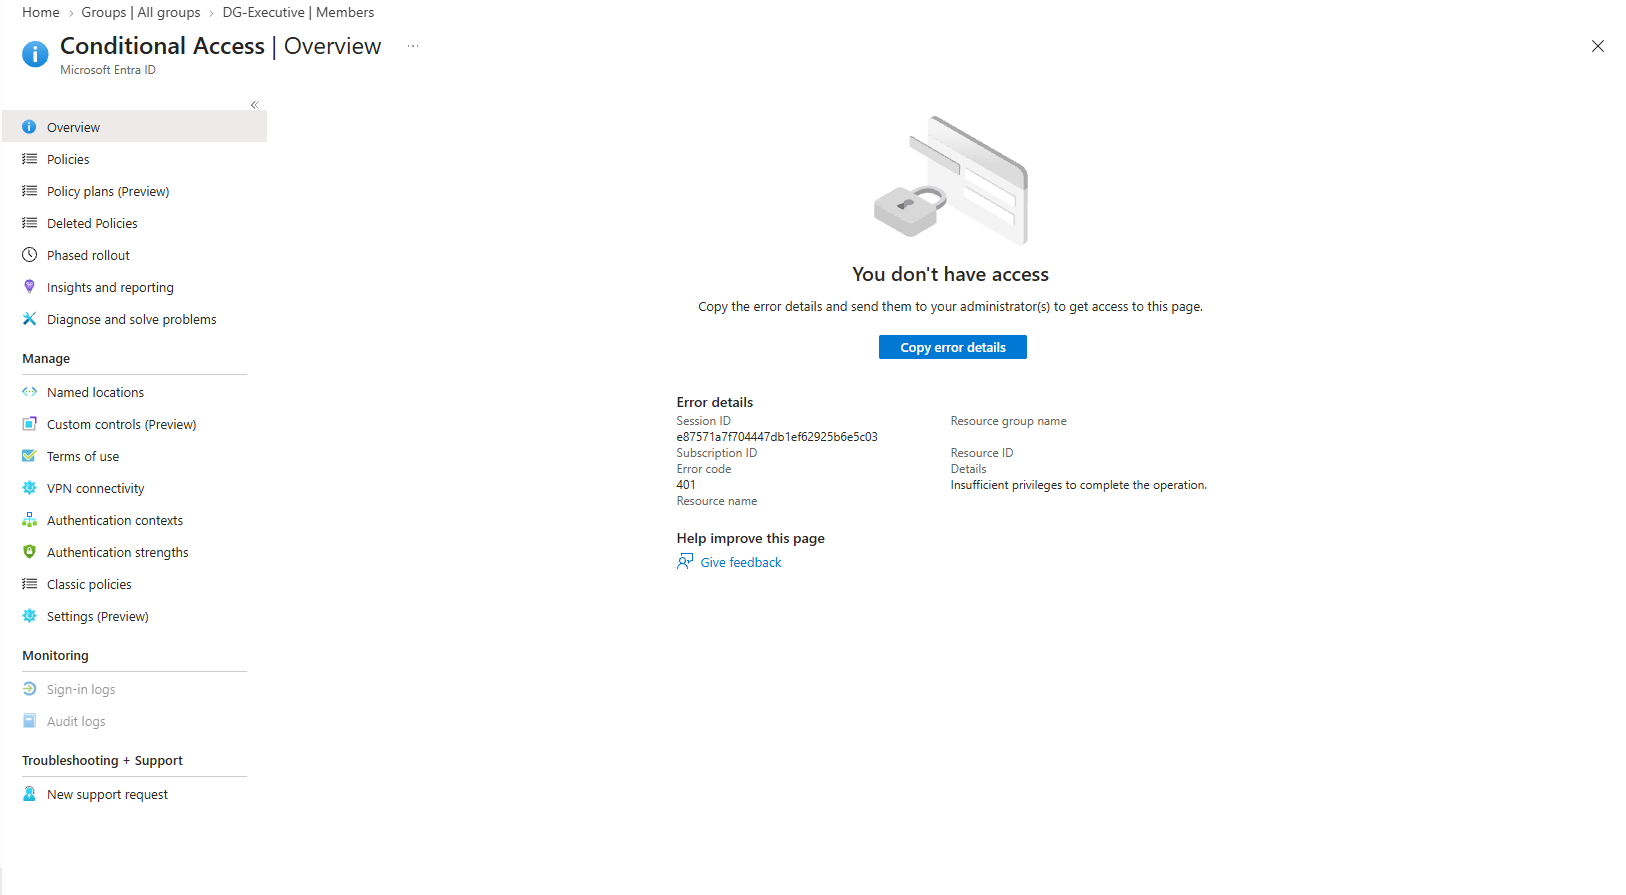 Home > Groups | All groups > DG-Executive | Members
Conditional Access | Overview ...
Microsoft Entra ID
Overview
Policies
Policy plans (Preview)
Deleted Policies
Phased rollout
Insights and reporting
Diagnose and solve problems
Manage
Named locations
Custom controls (Preview)
Terms of use
VPN connectivity
Authentication contexts
Authentication strengths
Classic policies
Settings (Preview)
Monitoring
Sign-in logs
Audit logs
Troubleshooting + Support
New support request
You don't have access
Copy the error details and send them to your administrator(s) to get access to this page.
Copy error details
Error details
Session ID
e87571a7f704447db1ef62925b6e5c03
Subscription ID
Error code
401
Resource name
Resource group name
Resource ID
Details
Insufficient privileges to complete the operation.
Help improve this page
Give feedback